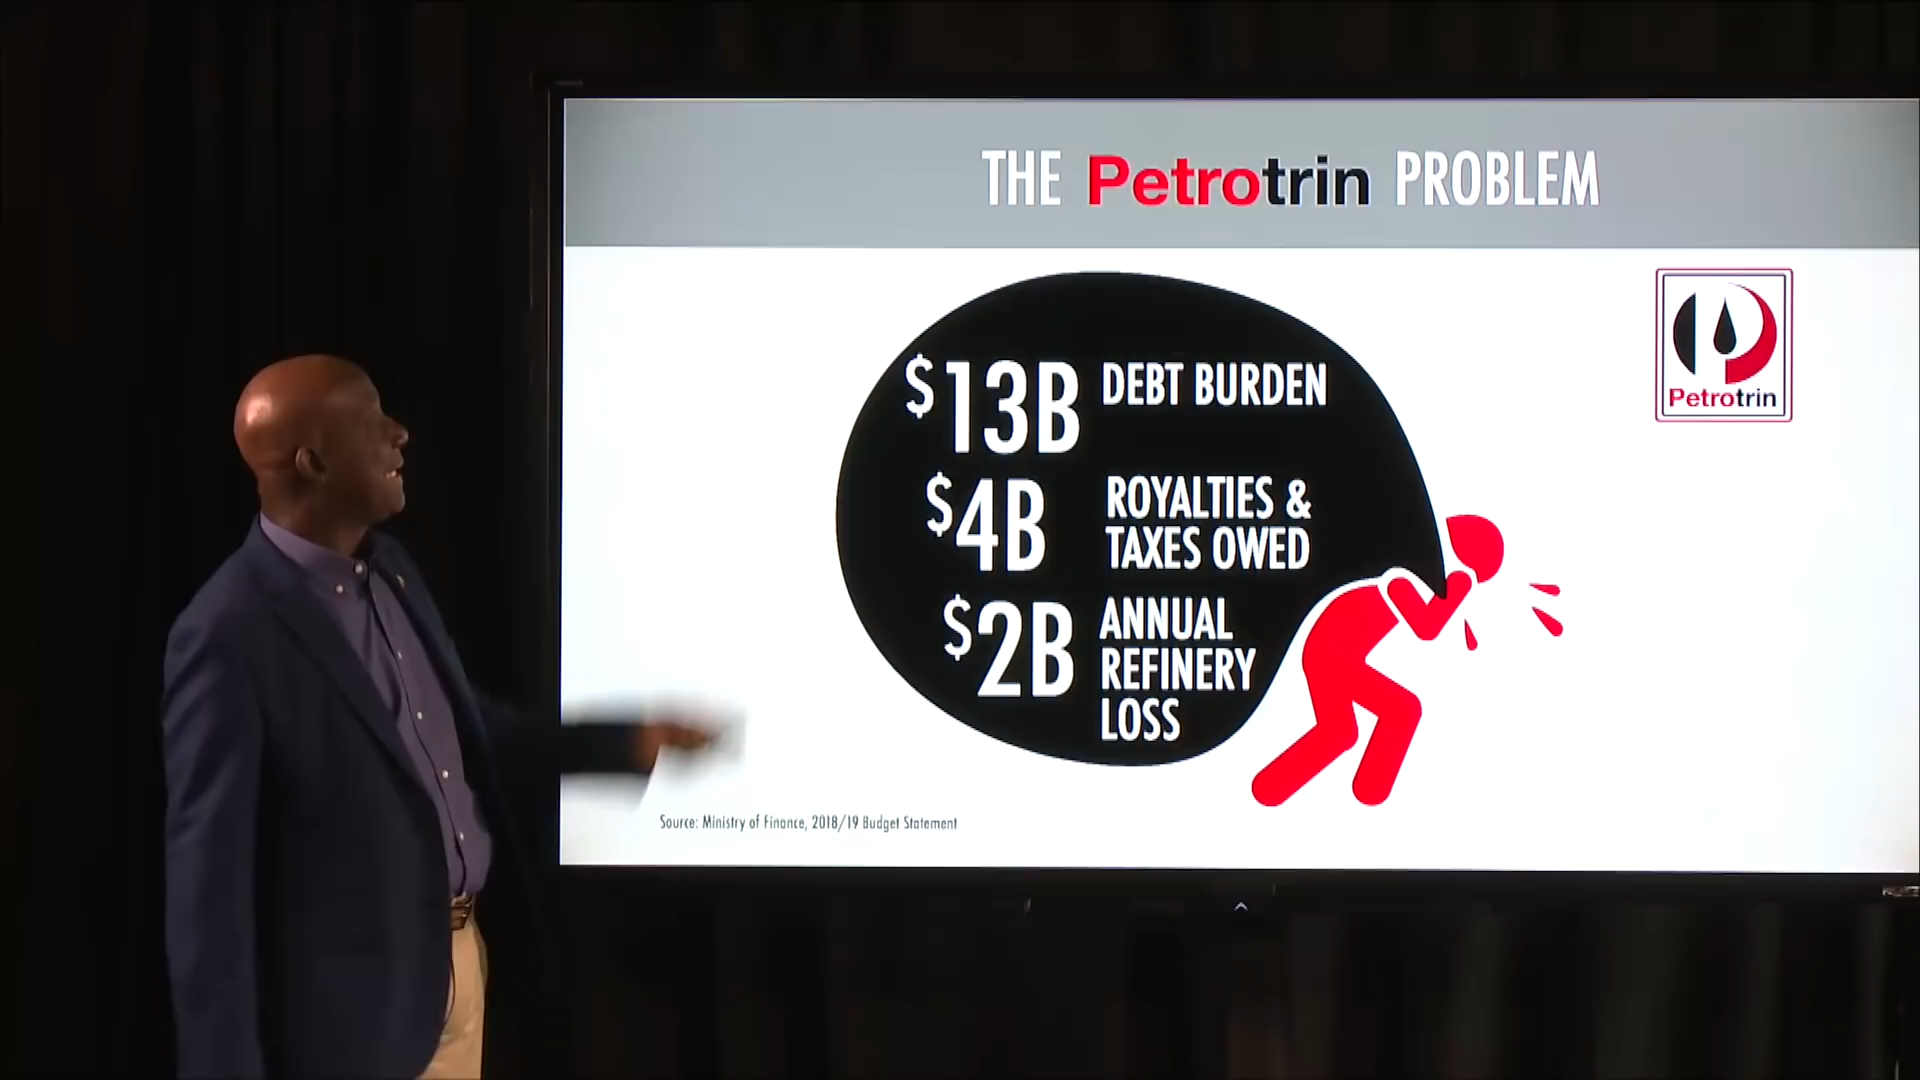 THE Petrotrin PROBLEM
Petrotrin
$13B DEBT BURDEN
$4B ROYALTIES &
TAXES OWED
$2B ANNUAL
REFINERY
LOSS
Source: Ministry of Finance, 2018/19 Budget Statement